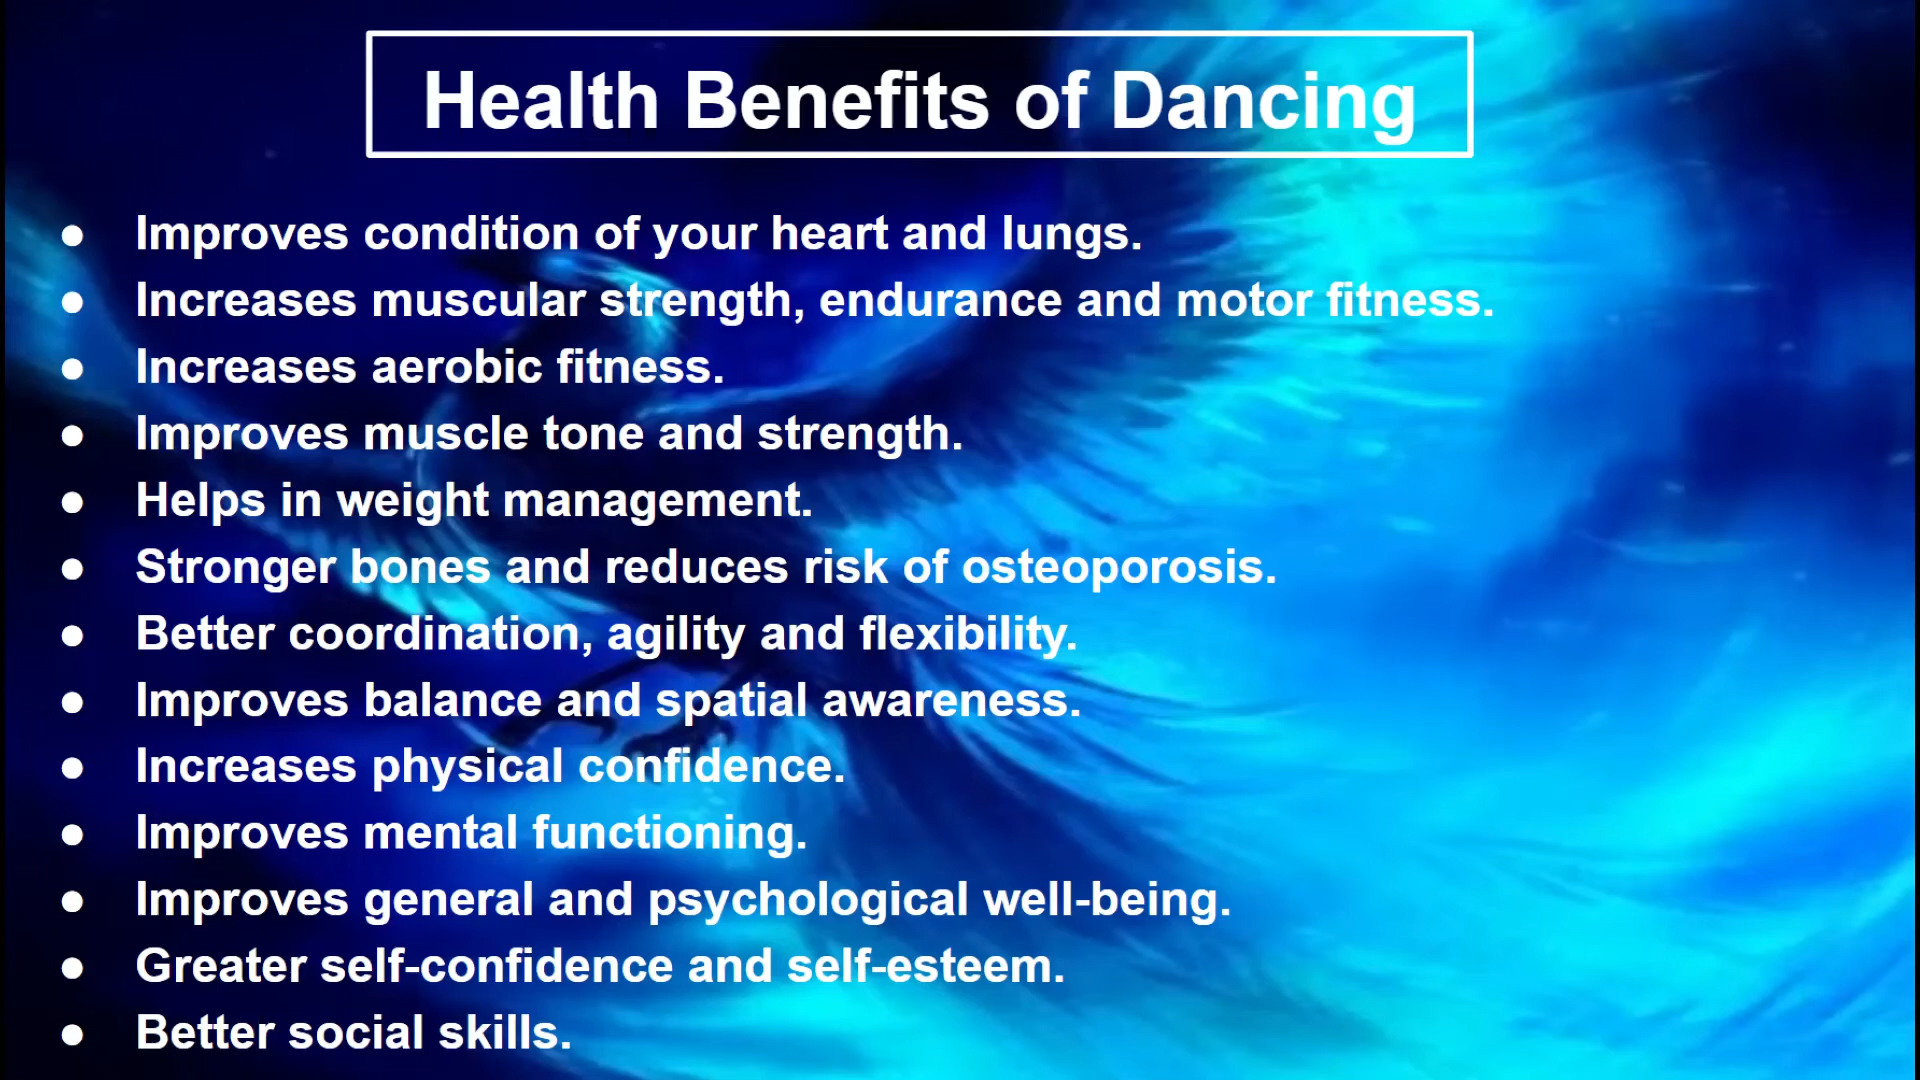 Health Benefits of Dancing
● Improves condition of your heart and lungs.
● Increases muscular strength, endurance and motor fitness.
● Increases aerobic fitness.
● Improves muscle tone and strength.
● Helps in weight management.
● Stronger bones and reduces risk of osteoporosis.
● Better coordination, agility and flexibility.
● Improves balance and spatial awareness.
● Increases physical confidence.
● Improves mental functioning.
● Improves general and psychological well-being.
● Greater self-confidence and self-esteem.
● Better social skills.